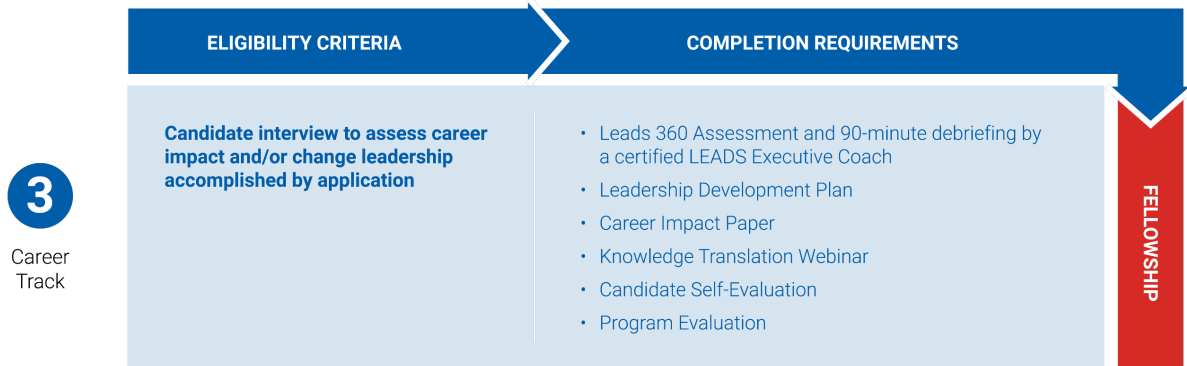 ELIGIBILITY CRITERIA
COMPLETION REQUIREMENTS
3
Career
Track
Candidate interview to assess career
impact and/or change leadership
accomplished by application
• Leads 360 Assessment and 90-minute debriefing by
a certified LEADS Executive Coach
• Leadership Development Plan
• Career Impact Paper
• Knowledge Translation Webinar
• Candidate Self-Evaluation
• Program Evaluation
FELLOWSHIP